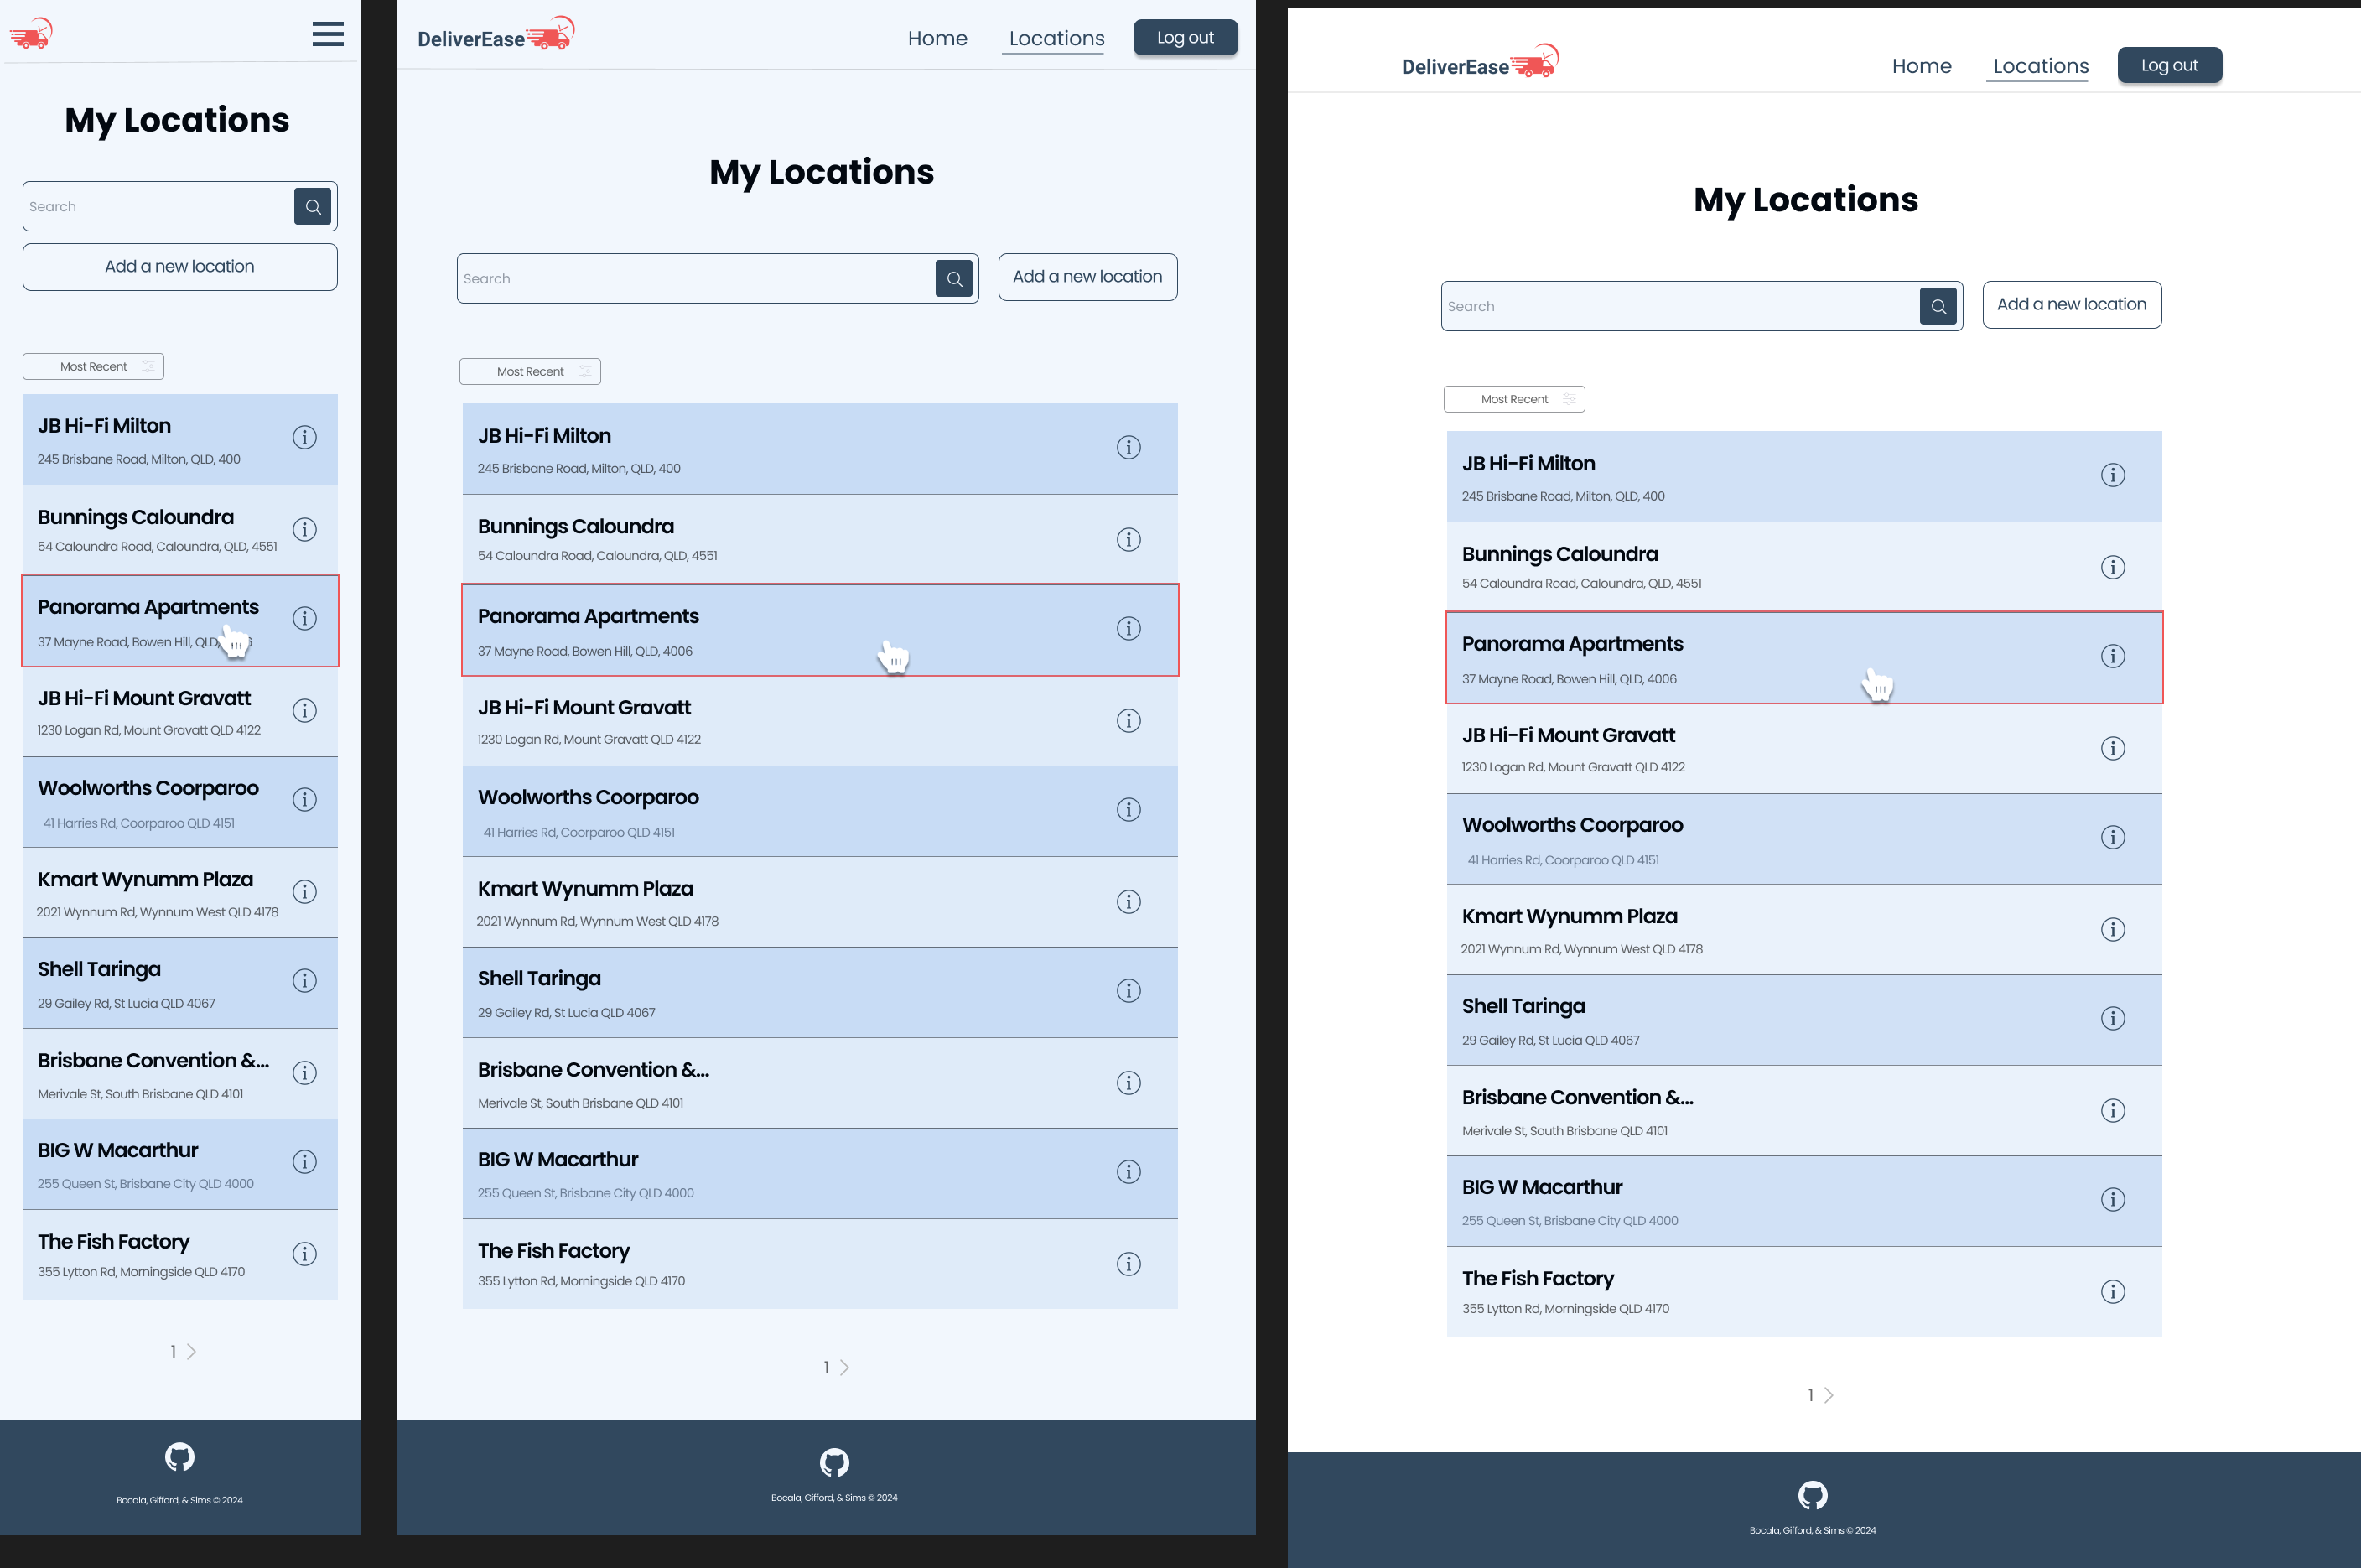 My Locations
Search
Add a new location
Most Recent
JB Hi-Fi Milton
245 Brisbane Road, Milton, QLD, 400
Bunnings Caloundra
54 Caloundra Road, Caloundra, QLD, 4551
Panorama Apartments
37 Mayne Road, Bowen Hill, QLD, 
JB Hi-Fi Mount Gravatt
1230 Logan Rd, Mount Gravatt QLD 4122
Woolworths Coorparoo
41 Harries Rd, Coorparoo QLD 4151
Kmart Wynumm Plaza
2021 Wynnum Rd, Wynnum West QLD 4178
Shell Taringa
29 Gailey Rd, St Lucia QLD 4067
Brisbane Convention &...
Merivale St, South Brisbane QLD 4101
BIG W Macarthur
255 Queen St, Brisbane City QLD 4000
The Fish Factory
355 Lytton Rd, Morningside QLD 4170
1
Bocala, Gifford, & Sims © 2024
DeliverEase Home Locations Log out
My Locations
Search Add a new location
Most Recent
JB Hi-Fi Milton
245 Brisbane Road, Milton, QLD, 400
Bunnings Caloundra
54 Caloundra Road, Caloundra, QLD, 4551
Panorama Apartments
37 Mayne Road, Bowen Hill, QLD, 4006
JB Hi-Fi Mount Gravatt
1230 Logan Rd, Mount Gravatt QLD 4122
Woolworths Coorparoo
41 Harries Rd, Coorparoo QLD 4151
Kmart Wynumm Plaza
2021 Wynnum Rd, Wynnum West QLD 4178
Shell Taringa
29 Gailey Rd, St Lucia QLD 4067
Brisbane Convention &...
Merivale St, South Brisbane QLD 4101
BIG W Macarthur
255 Queen St, Brisbane City QLD 4000
The Fish Factory
355 Lytton Rd, Morningside QLD 4170
1
Bocala, Gifford, & Sims © 2024
DeliverEase Home Locations Log out
My Locations
Search Add a new location
Most Recent
JB Hi-Fi Milton
245 Brisbane Road, Milton, QLD, 400
Bunnings Caloundra
54 Caloundra Road, Caloundra, QLD, 4551
Panorama Apartments
37 Mayne Road, Bowen Hill, QLD, 4006
JB Hi-Fi Mount Gravatt
1230 Logan Rd, Mount Gravatt QLD 4122
Woolworths Coorparoo
41 Harries Rd, Coorparoo QLD 4151
Kmart Wynumm Plaza
2021 Wynnum Rd, Wynnum West QLD 4178
Shell Taringa
29 Gailey Rd, St Lucia QLD 4067
Brisbane Convention &...
Merivale St, South Brisbane QLD 4101
BIG W Macarthur
255 Queen St, Brisbane City QLD 4000
The Fish Factory
355 Lytton Rd, Morningside QLD 4170
1
Bocala, Gifford, & Sims © 2024